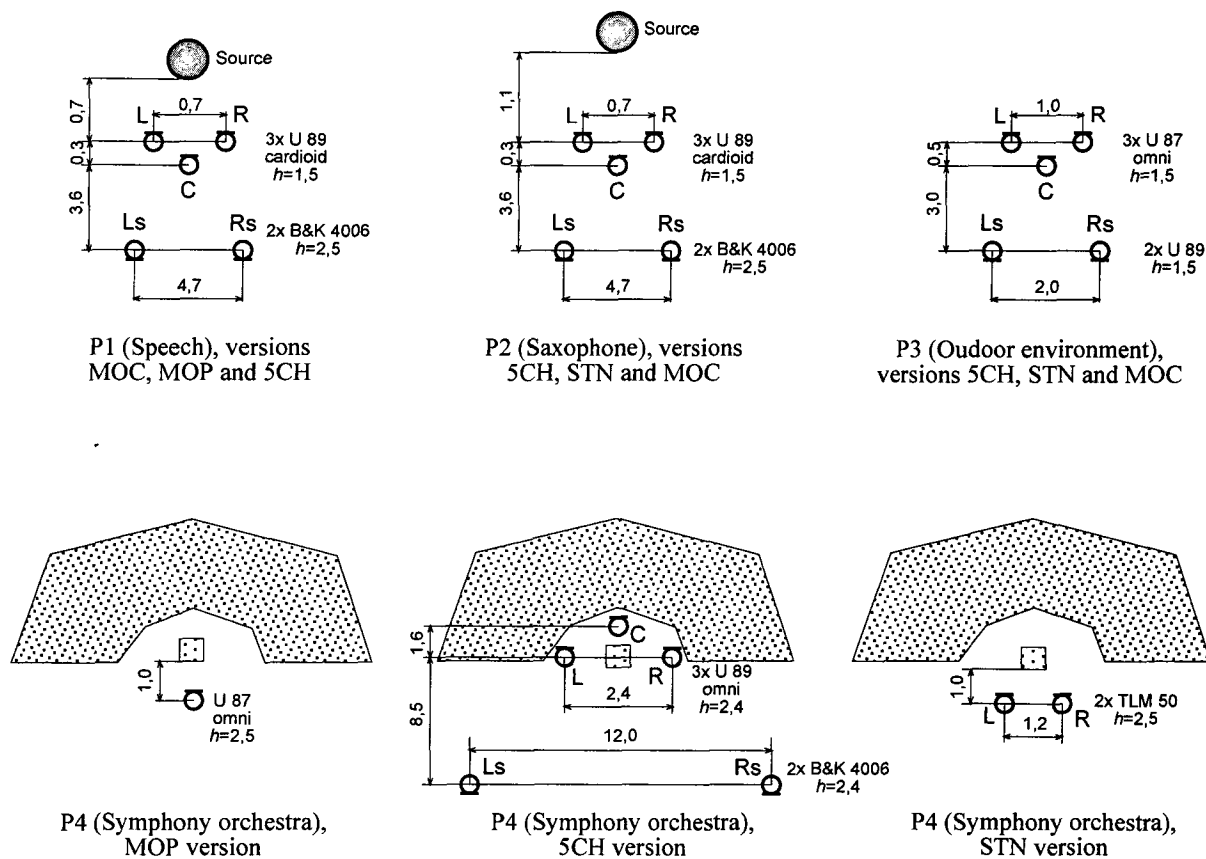 Source
0,7
L
0,7
R
0,3
3x U 89
cardioid
h=1,5
C
3,6
Ls
Rs
2x B&K 4006
h=2,5
4,7
P1 (Speech), versions
MOC, MOP and 5CH
Source
1,1
L
0,7
R
0,3
3x U 89
cardioid
h=1,5
C
3,6
Ls
Rs
2x B&K 4006
h=2,5
4,7
P2 (Saxophone), versions
5CH, STN and MOC
L
1,0
R
0,5
3x U 87
omni
h=1,5
C
3,0
Ls
Rs
2x U 89
h=1,5
2,0
P3 (Oudoor environment),
versions 5CH, STN and MOC
1,0
U 87
omni
h=2,5
P4 (Symphony orchestra),
MOP version
1,6
C
L
R
3x U 89
omni
h=2,4
2,4
8,5
12,0
Ls
Rs
2x B&K 4006
h=2,4
P4 (Symphony orchestra),
5CH version
1,0
L
R
2x TLM 50
h=2,5
1,2
P4 (Symphony orchestra),
STN version